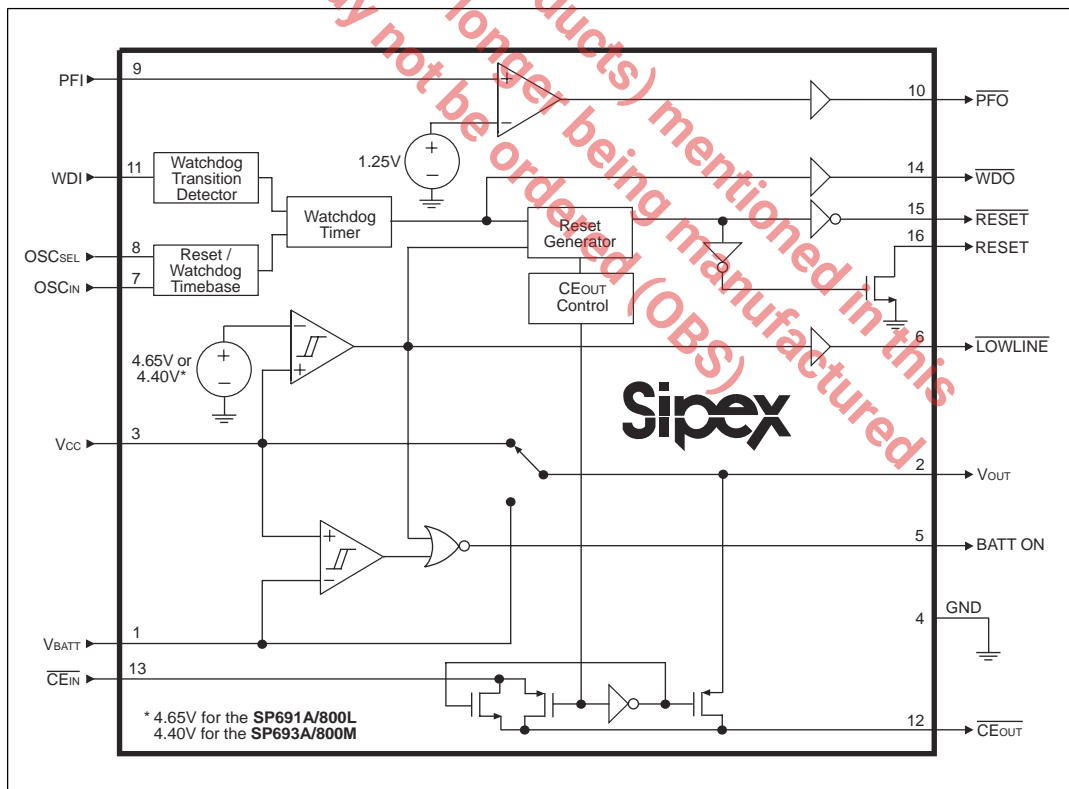 ducts) mentioned in this
longer being manufactured
ay not be ordered (OBS)
PFI
9
10
PFO
1.25V
WDI
11
Watchdog
Transition
Detector
14
WDO
Watchdog
Timer
Reset
Generator
15
RESET
16
RESET
OSCSEL
8
OSCIN
7
Reset /
Watchdog
Timebase
CEOUT
Control
4.65V or
4.40V*
6
LOWLINE
Sipex
VCC
3
2
VOUT
5
BATT ON
4
GND
VBATT
1
CEIN
13
12
CEOUT
* 4.65V for the SP691A/800L
4.40V for the SP693A/800M